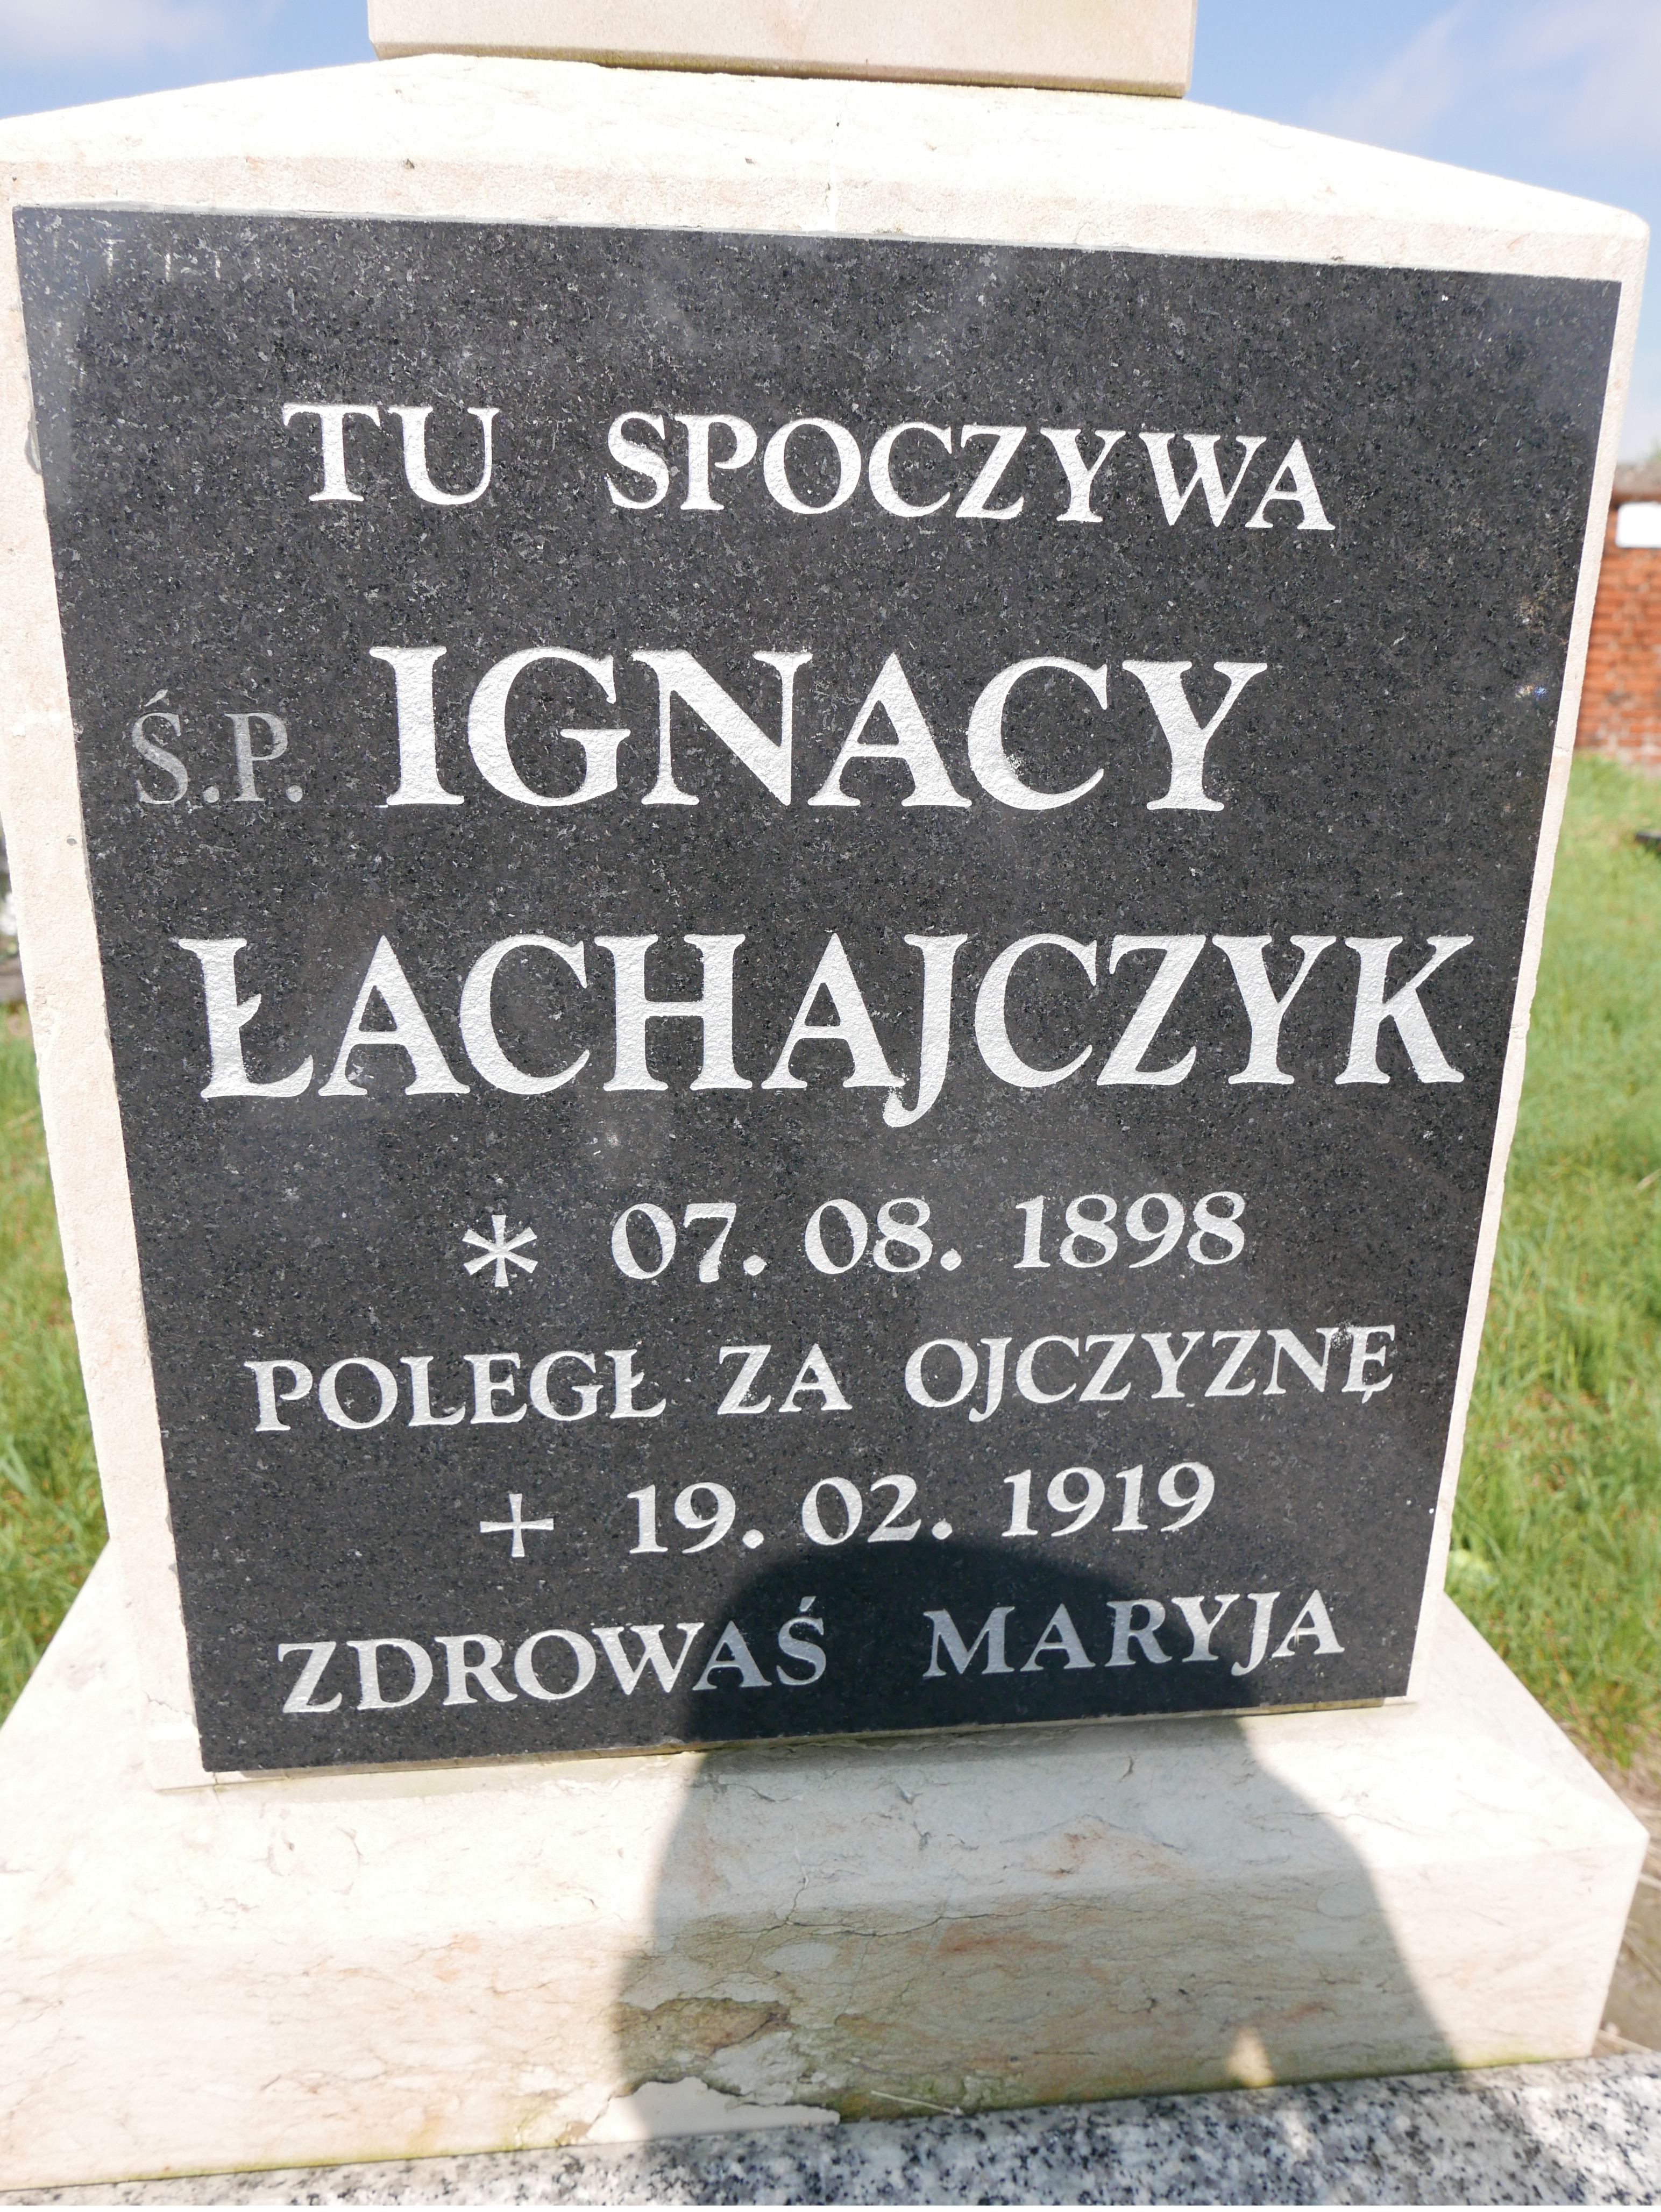 TU SPOCZYWA
Ś.P. IGNACY
ŁACHAJCZYK
* 07. 08. 1898
POLEGŁ ZA OJCZYZNĘ
+ 19. 02. 1919
ZDROWAŚ MARYJA